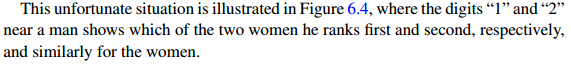 This unfortunate situation is illustrated in Figure 6.4, where the digits “1” and “2”
near a man shows which of the two women he ranks first and second, respectively,
and similarly for the women.